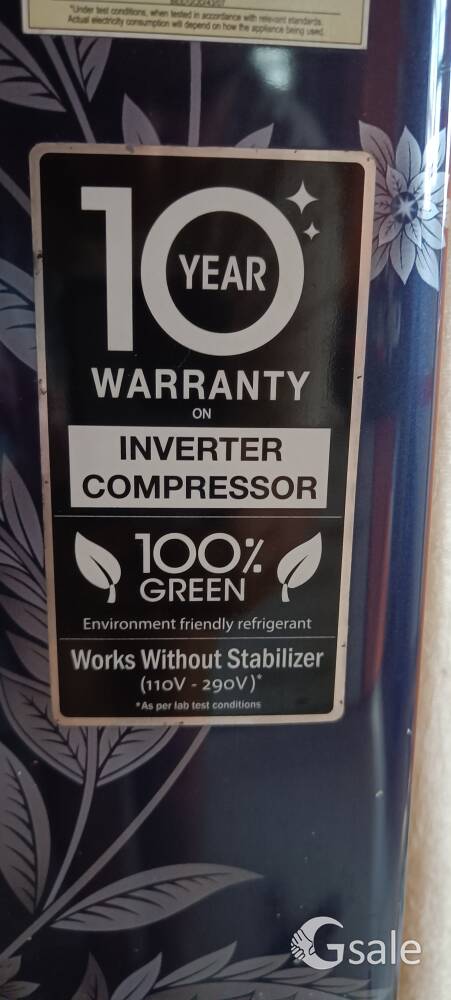 *Under test conditions, when tested in accordance with relevant standards.
Actual electricity consumption will depend on how the appliance being used.
10
YEAR
WARRANTY
ON
INVERTER
COMPRESSOR
100%
GREEN
Environment friendly refrigerant
Works Without Stabilizer
(110V - 290V)*
*As per lab test conditions
Gsale